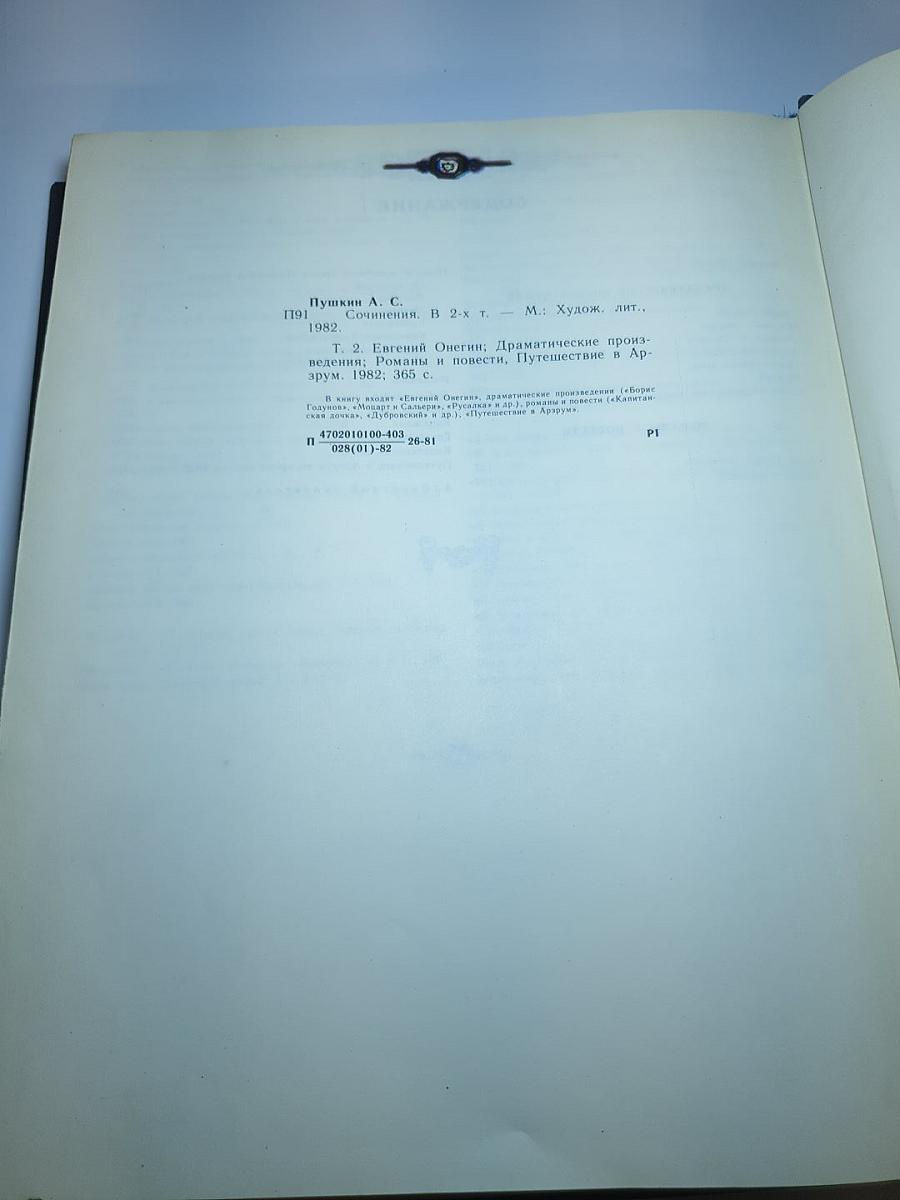 Пушкин А. С.
П91 Сочинения. В 2-х т. — М.: Худож. лит.,
1982.
Т. 2. Евгений Онегин; Драматические произ-
ведения; Романы и повести, Путешествие в Ар-
зрум. 1982; 365 с.
В книгу входят «Евгений Онегин», драматические произведения («Борис
Годунов», «Моцарт и Сальери», «Русалка» и др.), романы и повести («Капитан-
ская дочка», «Дубровский» и др.), «Путешествие в Арзрум».
П 4702010100-403 26-81
028(01)-82
Р1
СОДЕРЖАНИЕ